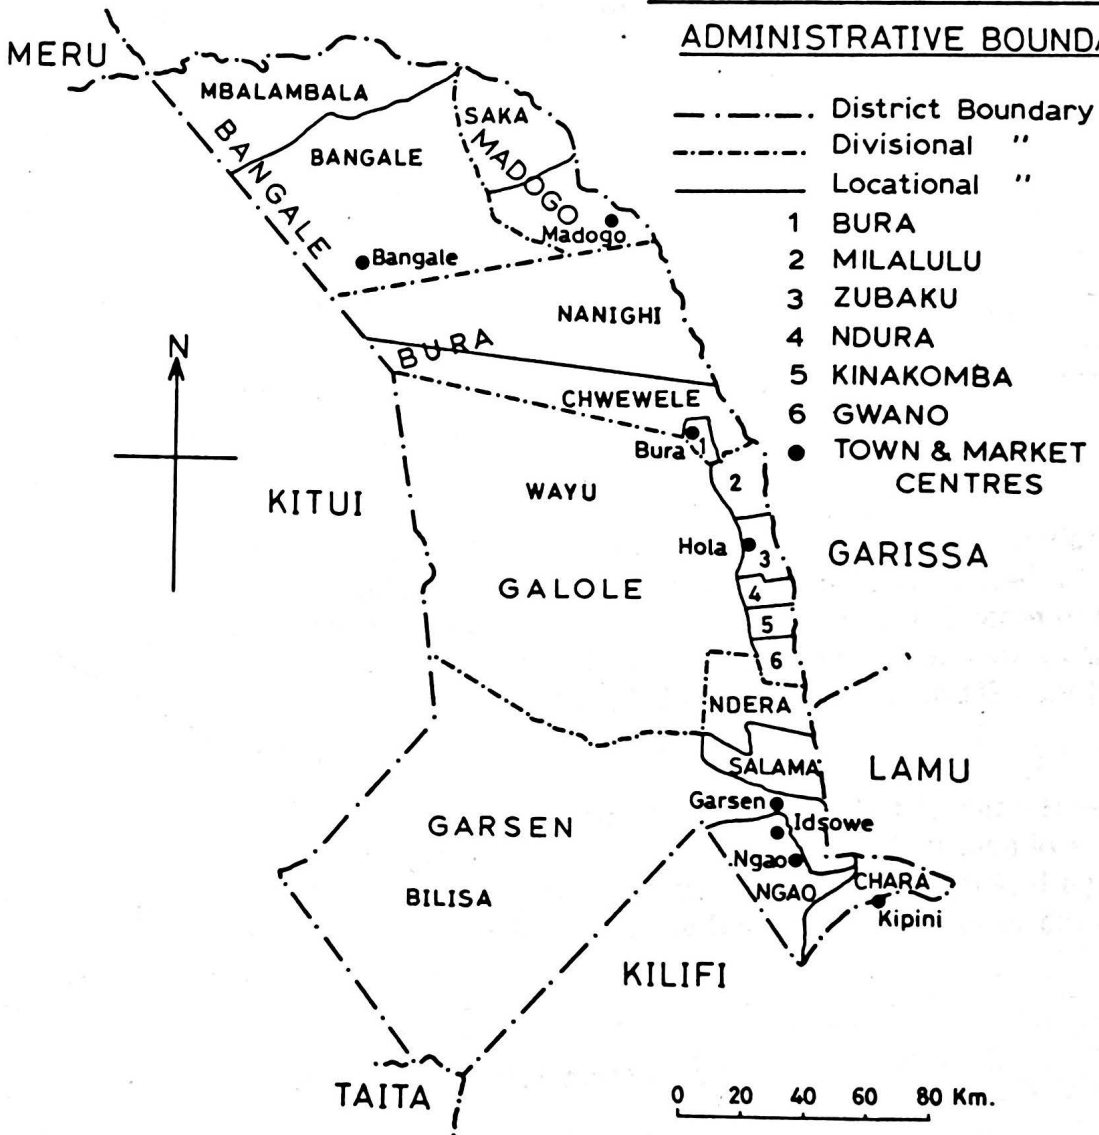 ADMINISTRATIVE BOUNDA
MERU
District Boundary
Divisional "
Locational "
1 BURA
2 MILALULU
3 ZUBAKU
4 NDURA
5 KINAKOMBA
6 GWANO
TOWN & MARKET
CENTRES
MBALAMBALA
SAKA
BANGALE
BANGALE
MADOGO
Madogo
Bangale
NANIGHI
N
BURA
CHWEWELE
Bura
1
WAYU
2
KITUI
Hola
3
GARISSA
GALOLE
4
5
6
NDERA
SALAMA
LAMU
Garsen
Idsowe
GARSEN
Ngao
NGAO
CHARA
BILISA
Kipini
KILIFI
TAITA
0 20 40 60 80 Km.